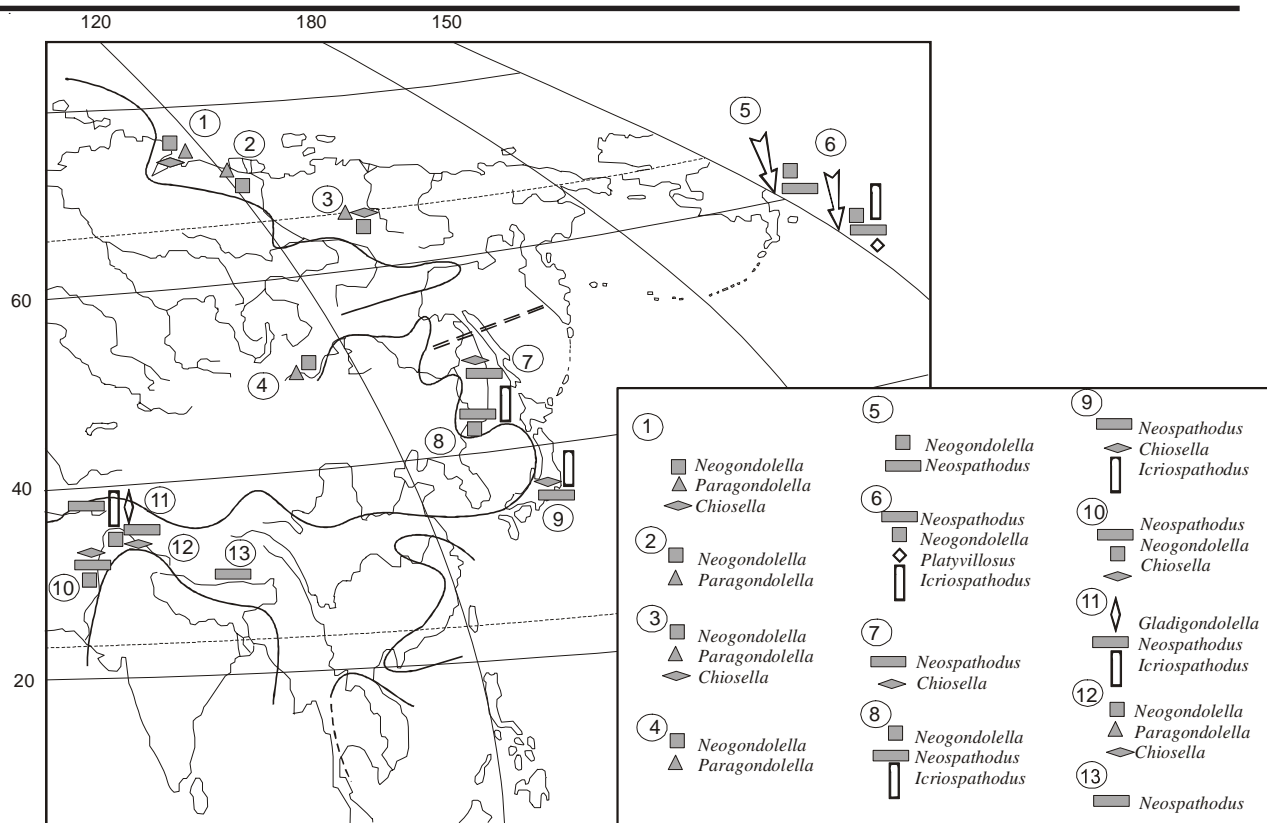 120 180 150
1
2
3
5
6
60
4
7
8
40
11
12
13
10
9
20
1
Neogondolella
Paragondolella
Chiosella
2
Neogondolella
Paragondolella
3
Neogondolella
Paragondolella
Chiosella
4
Neogondolella
Paragondolella
5
Neogondolella
Neospathodus
6
Neospathodus
Neogondolella
Platyvillosus
Icriospathodus
7
Neospathodus
Chiosella
8
Neogondolella
Neospathodus
Icriospathodus
9
Neospathodus
Chiosella
Icriospathodus
10
Neospathodus
Neogondolella
Chiosella
11
Gladigondolella
Neospathodus
Icriospathodus
12
Neogondolella
Paragondolella
Chiosella
13
Neospathodus